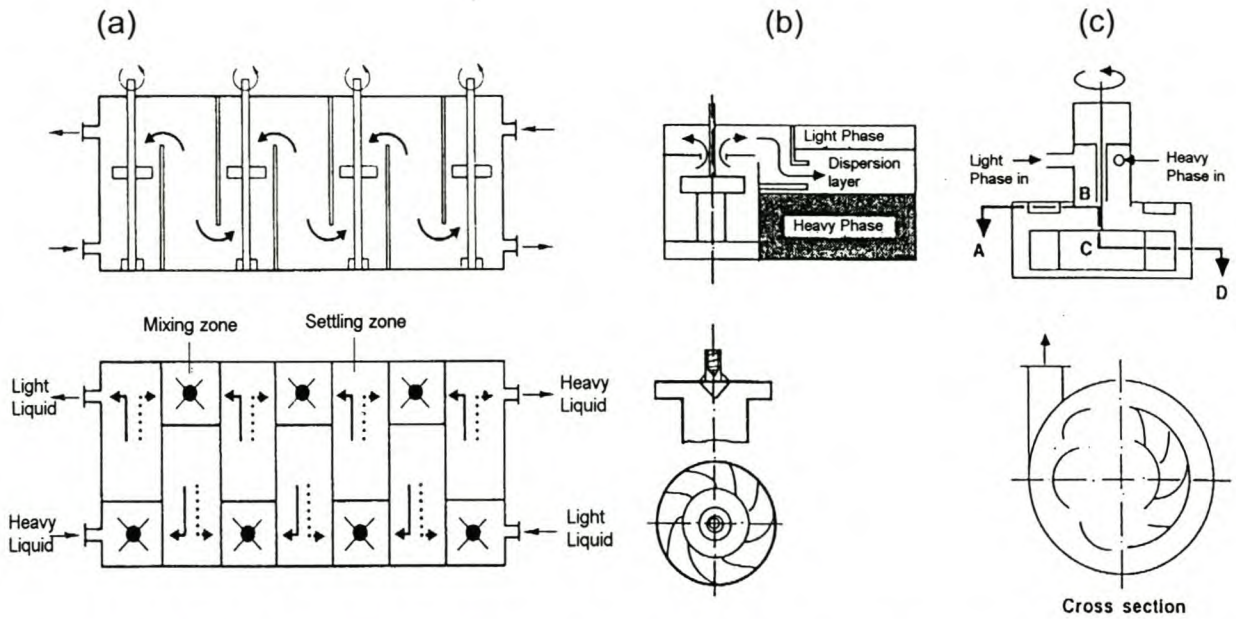 (a)
(b)
(c)
Light Phase
Dispersion
layer
Heavy Phase
Light
Phase in
Heavy
Phase in
B
A
C
D
Mixing zone
Settling zone
Light
Liquid
Heavy
Liquid
Heavy
Liquid
Light
Liquid
Cross section